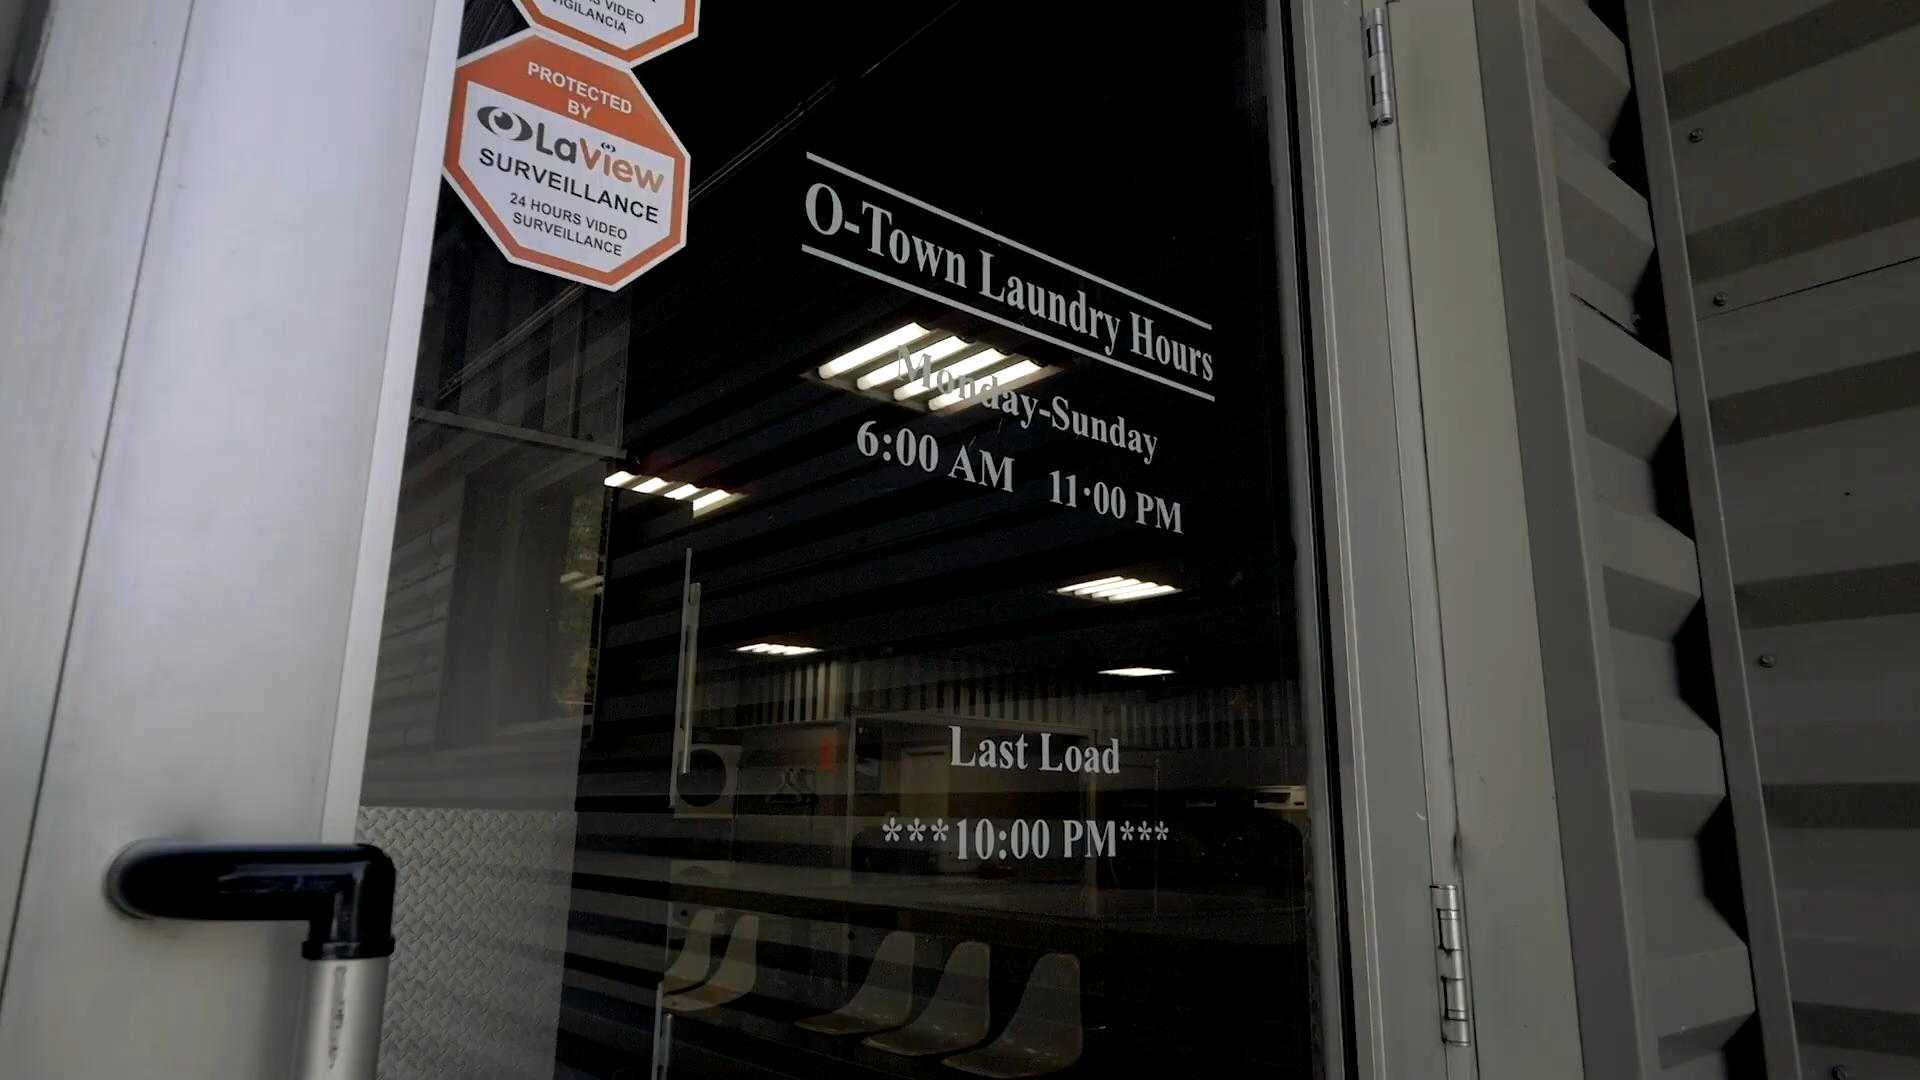 VIDEO
VIGILANCIA
PROTECTED
BY
LaView
SURVEILLANCE
24 HOURS VIDEO
SURVEILLANCE
O-Town Laundry Hours
Monday-Sunday
6:00 AM 11:00 PM
Last Load
***10:00 PM***